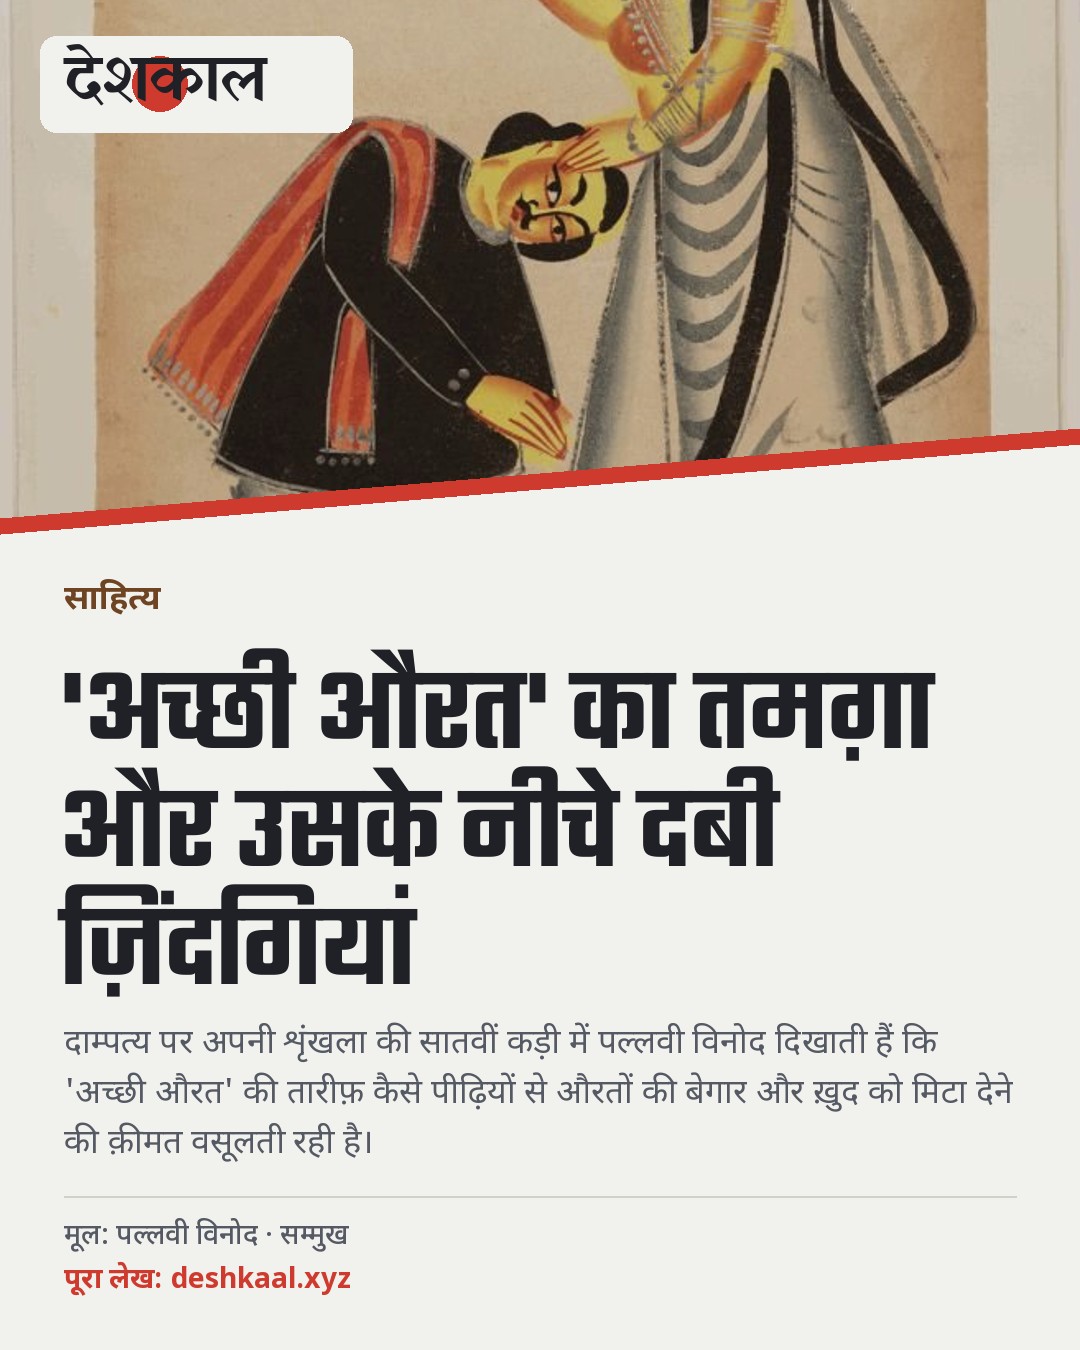 देशकाल
साहित्य
'अच्छी औरत' का तमग़ा
और उसके नीचे दबी
ज़िंदगियां
दाम्पत्य पर अपनी शृंखला की सातवीं कड़ी में पल्लवी विनोद दिखाती हैं कि
'अच्छी औरत' की तारीफ़ कैसे पीढ़ियों से औरतों की बेगार और ख़ुद को मिटा देने
की क़ीमत वसूलती रही है।
मूल: पल्लवी विनोद · सम्मुख
पूरा लेख: deshkaal.xyz